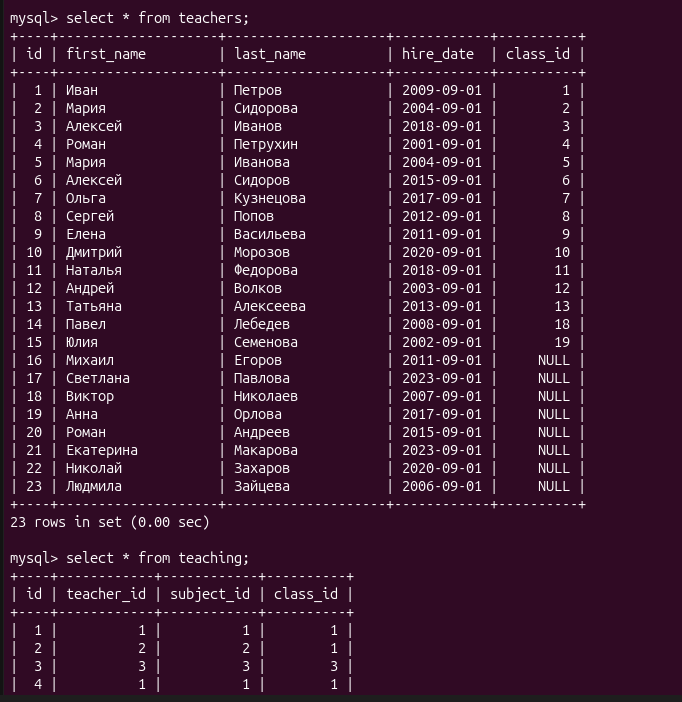 mysql> select * from teachers;
+----+--------------------+--------------------+------------+----------+
| id | first_name         | last_name          | hire_date  | class_id |
+----+--------------------+--------------------+------------+----------+
|  1 | Иван               | Петров             | 2009-09-01 |        1 |
|  2 | Мария              | Сидорова           | 2004-09-01 |        2 |
|  3 | Алексей            | Иванов             | 2018-09-01 |        3 |
|  4 | Роман              | Петрухин           | 2001-09-01 |        4 |
|  5 | Мария              | Иванова            | 2004-09-01 |        5 |
|  6 | Алексей            | Сидоров            | 2015-09-01 |        6 |
|  7 | Ольга              | Кузнецова          | 2017-09-01 |        7 |
|  8 | Сергей             | Попов              | 2012-09-01 |        8 |
|  9 | Елена              | Васильева          | 2011-09-01 |        9 |
| 10 | Дмитрий            | Морозов            | 2020-09-01 |       10 |
| 11 | Наталья            | Федорова           | 2018-09-01 |       11 |
| 12 | Андрей             | Волков             | 2003-09-01 |       12 |
| 13 | Татьяна            | Алексеева          | 2013-09-01 |       13 |
| 14 | Павел              | Лебедев            | 2008-09-01 |       18 |
| 15 | Юлия               | Семенова           | 2002-09-01 |       19 |
| 16 | Михаил             | Егоров             | 2011-09-01 |     NULL |
| 17 | Светлана           | Павлова            | 2023-09-01 |     NULL |
| 18 | Виктор             | Николаев           | 2007-09-01 |     NULL |
| 19 | Анна               | Орлова             | 2017-09-01 |     NULL |
| 20 | Роман              | Андреев            | 2015-09-01 |     NULL |
| 21 | Екатерина          | Макарова           | 2023-09-01 |     NULL |
| 22 | Николай            | Захаров            | 2020-09-01 |     NULL |
| 23 | Людмила            | Зайцева            | 2006-09-01 |     NULL |
+----+--------------------+--------------------+------------+----------+
23 rows in set (0.00 sec)

mysql> select * from teaching;
+----+------------+------------+----------+
| id | teacher_id | subject_id | class_id |
+----+------------+------------+----------+
|  1 |          1 |          1 |        1 |
|  2 |          2 |          2 |        1 |
|  3 |          3 |          3 |        3 |
|  4 |          1 |          1 |        1 |